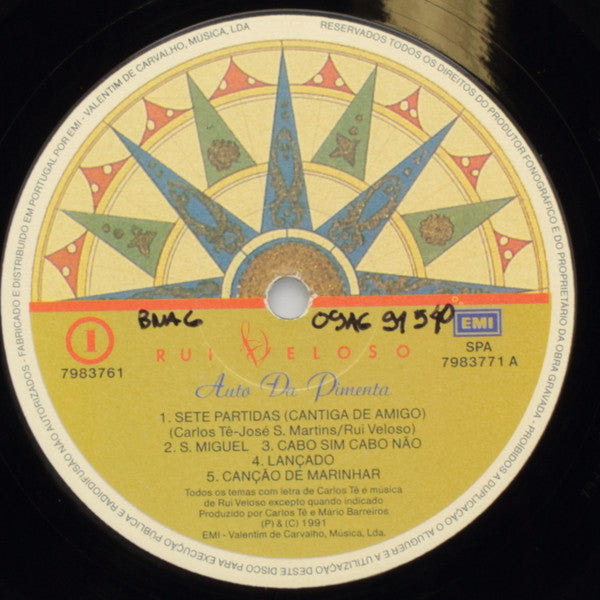 RESERVADOS TODOS OS DIREITOS DO PRODUTOR FONOGRÁFICO E DO PROPRIETÁRIO DA OBRA GRAVADA - PROIBIDOS A DUPLICAÇÃO O ALUGUER E A UTILIZAÇÃO DESTE DISCO PARA EXECUÇÃO PUBLICA E RADIODIFUSÃO NÃO AUTORIZADOS - FABRICADO E DISTRIBUIDO EM PORTUGAL POR EMI - VALENTIM DE CARVALHO, MUSICA, LDA
BNAG
09AG 91 540
1
EMI
RUI VELOSO
SPA
7983761
7983771 A
Auto Da Pimenta
1. SETE PARTIDAS (CANTIGA DE AMIGO)
(Carlos Tê-José S. Martins/Rui Veloso)
2. S. MIGUEL 3. CABO SIM CABO NÃO
4. LANÇADO
5. CANÇÃO DE MARINHAR
Todos os temas com letra de Carlos Tê e música
de Rui Veloso excepto quando indicado
Produzido por Carlos Tê e Mário Barreiros
(P) & (C) 1991
EMI - Valentim de Carvalho, Música, Lda.